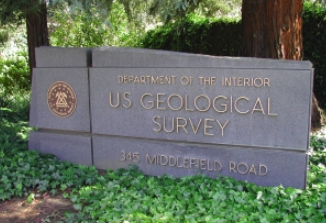 DEPARTMENT OF THE INTERIOR
US GEOLOGICAL
SURVEY
345 MIDDLEFIELD ROAD